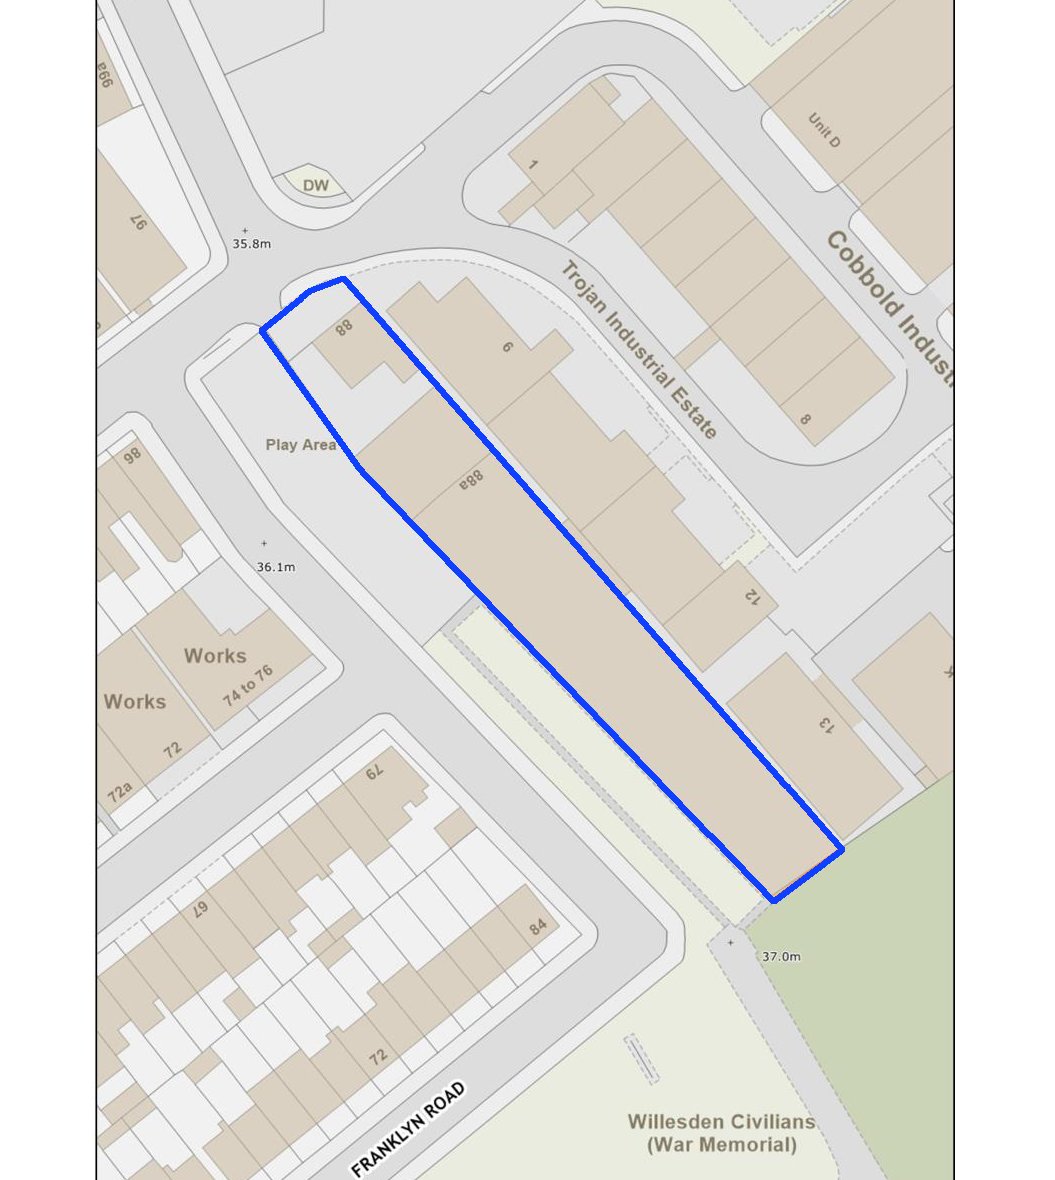 99a
Unit D
1
DW
97
35.8m
Cobbold Indust
Trojan Industrial Estate
88
9
8
Play Area
98
88a
36.1m
12
Works
74 to 76
Works
72
13
72a
79
67
84
37.0m
72
FRANKLYN ROAD
Willesden Civilians
(War Memorial)